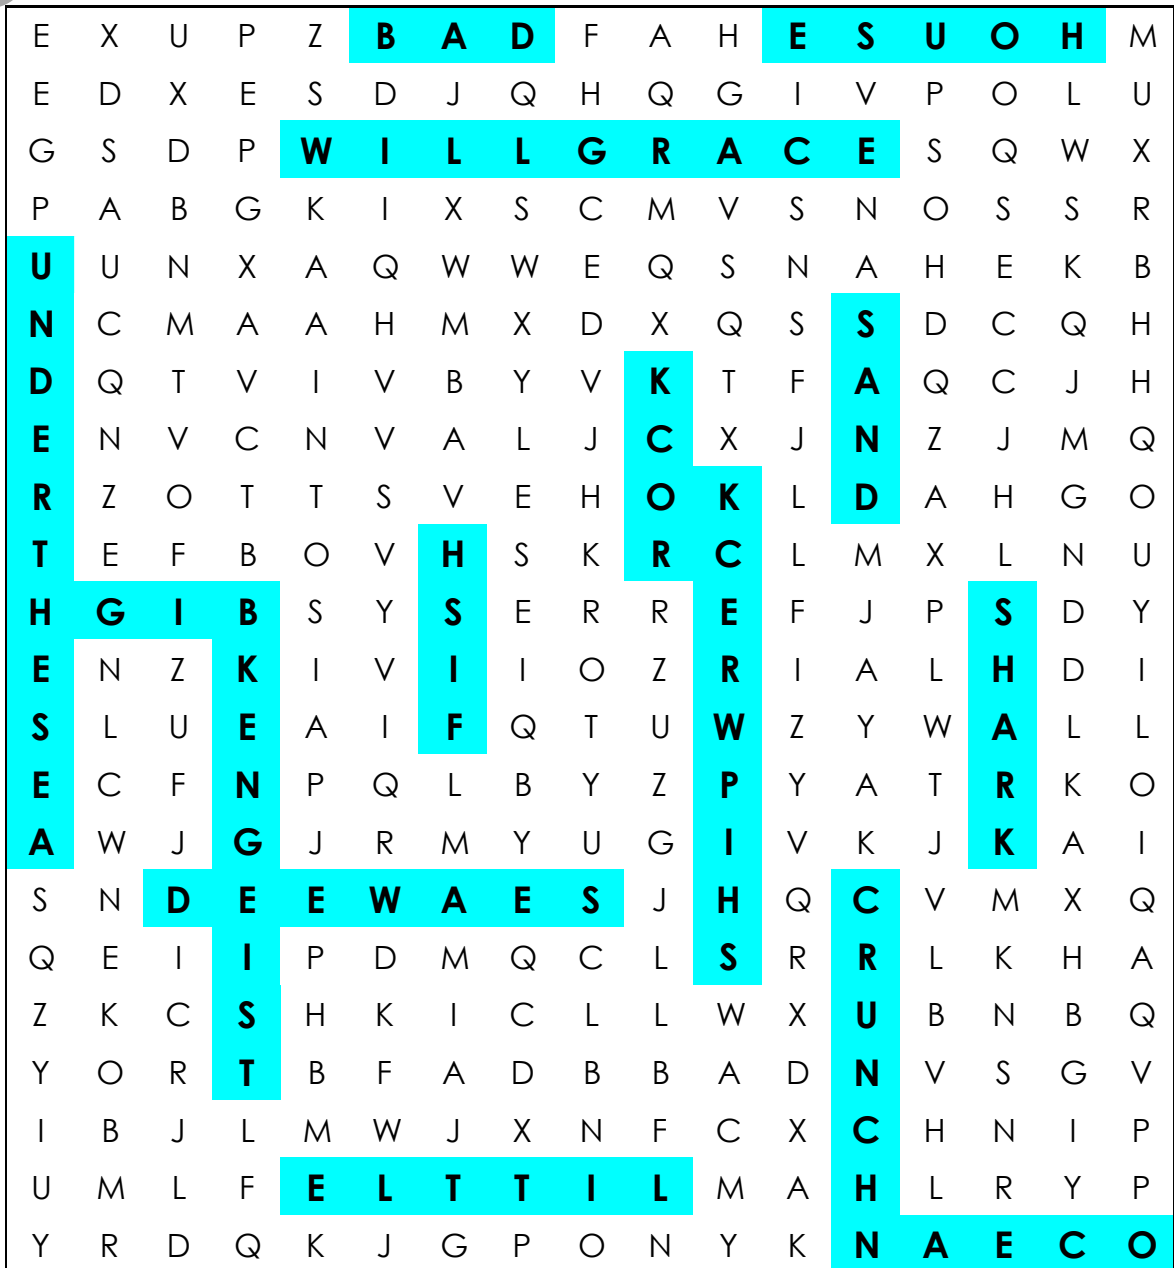 E X U P Z B A D F A H E S U O H M
E D X E S D J Q H Q G I V P O L U
G S D P W I L L G R A C E S Q W X
P A B G K I X S C M V S N O S S R
U U N X A Q W W E Q S N A H E K B
N C M A A H M X D X Q S S D C Q H
D Q T V I V B Y V K T F A Q C J H
E N V C N V A L J C X J N Z J M Q
R Z O T T S V E H O K L D A H G O
T E F B O V H S K R C L M X L N U
H G I B S Y S E R R E F J P S D Y
E N Z K I V I I O Z R I A L H D I
S L U E A I F Q T U W Z Y W A L L
E C F N P Q L B Y Z P Y A T R K O
A W J G J R M Y U G I V K J K A I
S N D E E W A E S J H Q C V M X Q
Q E I I P D M Q C L S R R L K H A
Z K C S H K I C L L W X U B N B Q
Y O R T B F A D B B A D N V S G V
I B J L M W J X N F C X C H N I P
U M L F E L T T I L M A H L R Y P
Y R D Q K J G P O N Y K N A E C O